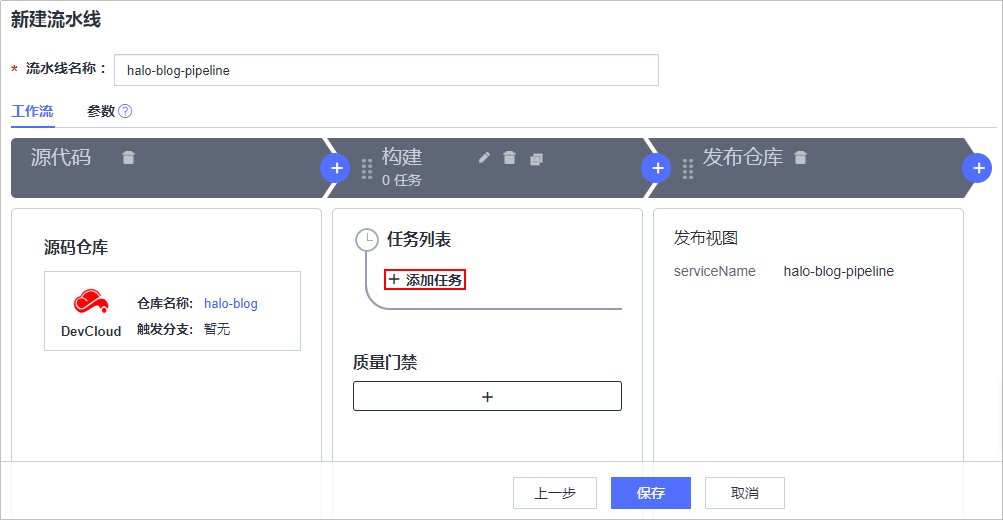 新建流水线
* 流水线名称： halo-blog-pipeline
工作流 参数 ?
源代码 构建 发布仓库
0 任务
源码仓库
DevCloud
仓库名称: halo-blog
触发分支: 暂无
任务列表
+ 添加任务
质量门禁
+
发布视图
serviceName halo-blog-pipeline
上一步 保存 取消